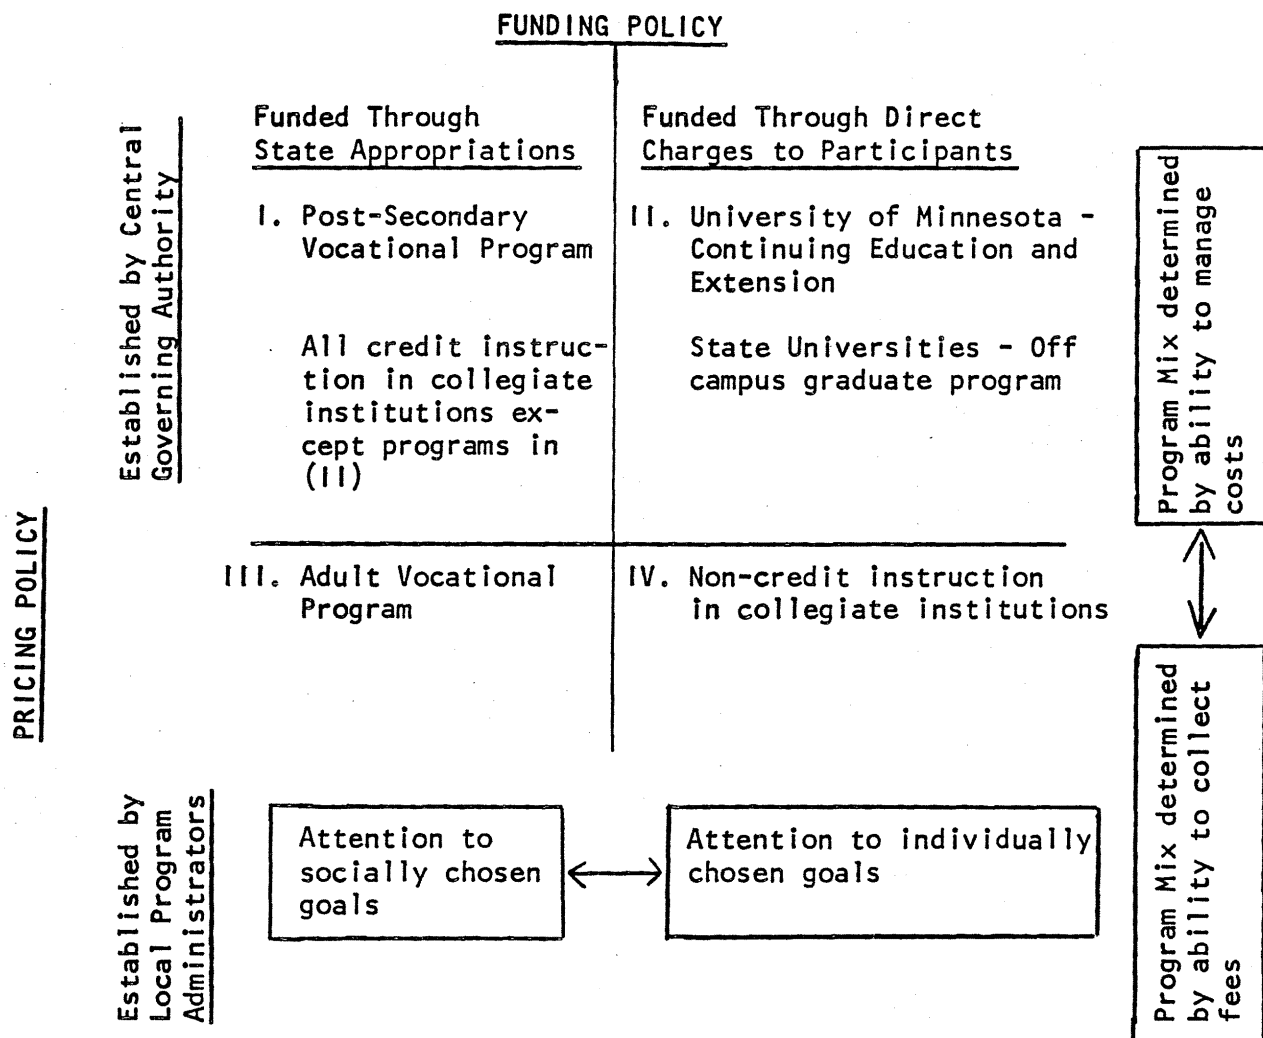 FUNDING POLICY
PRICING POLICY
Established by Central
Governing Authority
Funded Through
State Appropriations
Funded Through Direct
Charges to Participants
I. Post-Secondary
Vocational Program
All credit instruc-
tion in collegiate
institutions ex-
cept programs in
(II)
II. University of Minnesota -
Continuing Education and
Extension
State Universities - Off
campus graduate program
Program Mix determined
by ability to manage
costs
III. Adult Vocational
Program
IV. Non-credit instruction
in collegiate institutions
Established by
Local Program
Administrators
Attention to
socially chosen
goals
Attention to individually
chosen goals
Program Mix determined
by ability to collect
fees